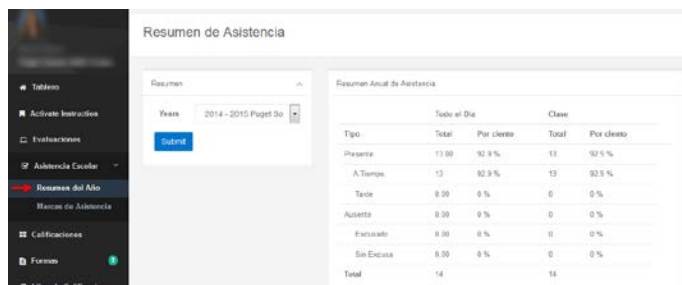 Resumen de Asistencia
Tablero
Activate Instruction
Evaluaciones
Asistencia Escolar
Resumen del Año
Marcas de Asistencia
Calificaciones
Formas
1
Resumen
Years 2014 - 2015 Puget So
Submit
Resumen Anual de Asistencia
Todo el Dia Clase
Tipo Total Por ciento Total Por ciento
Presente 13.00 92.9 % 13 92.9 %
A Tiempo 13 92.9 % 13 92.9 %
Tarde 0.00 0 % 0 0 %
Ausente 0.00 0 % 0 0 %
Excusado 0.00 0 % 0 0 %
Sin Excusa 0.00 0 % 0 0 %
Total 14 14